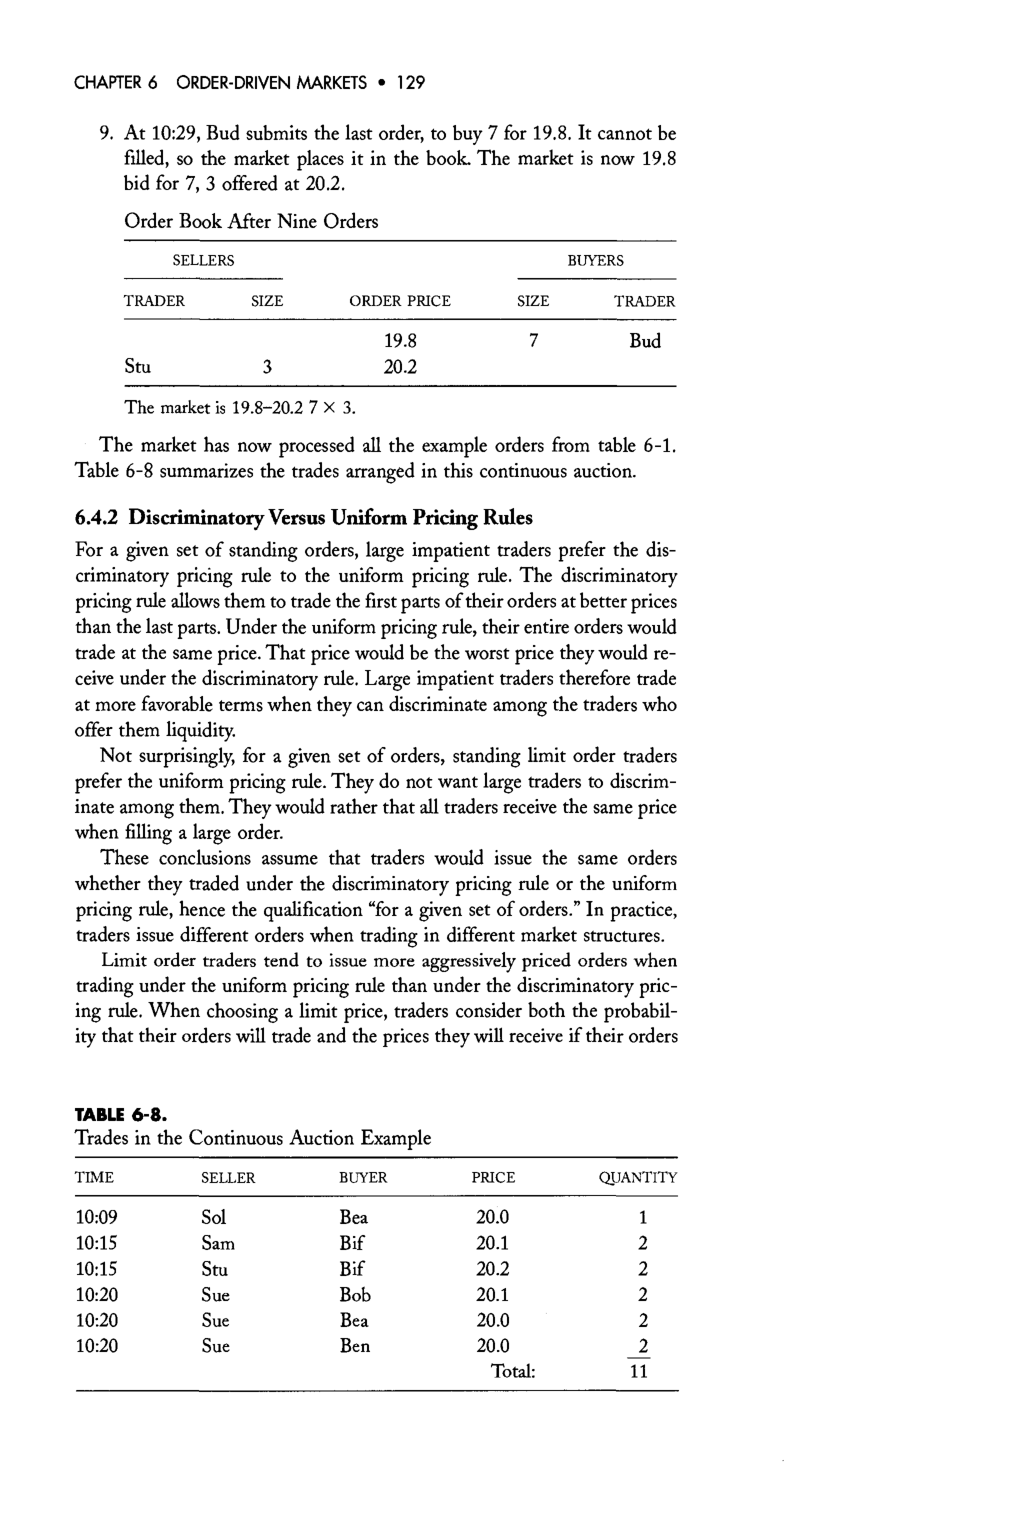 CHAPTER 6 ORDER-DRIVEN MARKETS • 129
9. At 10:29, Bud submits the last order, to buy 7 for 19.8. It cannot be
filled, so the market places it in the book. The market is now 19.8
bid for 7, 3 offered at 20.2.
Order Book After Nine Orders
SELLERS BUYERS
TRADER SIZE ORDER PRICE SIZE TRADER
19.8 7 Bud
Stu 3 20.2
The market is 19.8–20.2 7 × 3.
The market has now processed all the example orders from table 6-1.
Table 6-8 summarizes the trades arranged in this continuous auction.
6.4.2 Discriminatory Versus Uniform Pricing Rules
For a given set of standing orders, large impatient traders prefer the dis-
criminatory pricing rule to the uniform pricing rule. The discriminatory
pricing rule allows them to trade the first parts of their orders at better prices
than the last parts. Under the uniform pricing rule, their entire orders would
trade at the same price. That price would be the worst price they would re-
ceive under the discriminatory rule. Large impatient traders therefore trade
at more favorable terms when they can discriminate among the traders who
offer them liquidity.
Not surprisingly, for a given set of orders, standing limit order traders
prefer the uniform pricing rule. They do not want large traders to discrim-
inate among them. They would rather that all traders receive the same price
when filling a large order.
These conclusions assume that traders would issue the same orders
whether they traded under the discriminatory pricing rule or the uniform
pricing rule, hence the qualification “for a given set of orders.” In practice,
traders issue different orders when trading in different market structures.
Limit order traders tend to issue more aggressively priced orders when
trading under the uniform pricing rule than under the discriminatory pric-
ing rule. When choosing a limit price, traders consider both the probabil-
ity that their orders will trade and the prices they will receive if their orders
TABLE 6-8.
Trades in the Continuous Auction Example
TIME SELLER BUYER PRICE QUANTITY
10:09 Sol Bea 20.0 1
10:15 Sam Bif 20.1 2
10:15 Stu Bif 20.2 2
10:20 Sue Bob 20.1 2
10:20 Sue Bea 20.0 2
10:20 Sue Ben 20.0 2
Total: 11